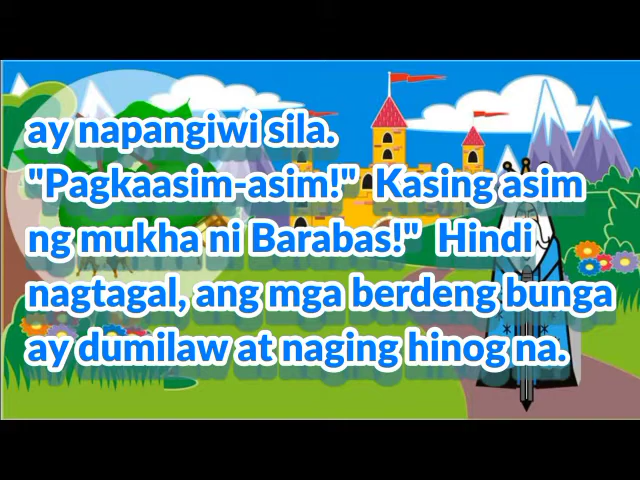 ay napangiwi sila.
"Pagkaasim-asim!"  Kasing asim
ng mukha ni Barabas!"  Hindi
nagtagal, ang mga berdeng bunga
ay dumilaw at naging hinog na.